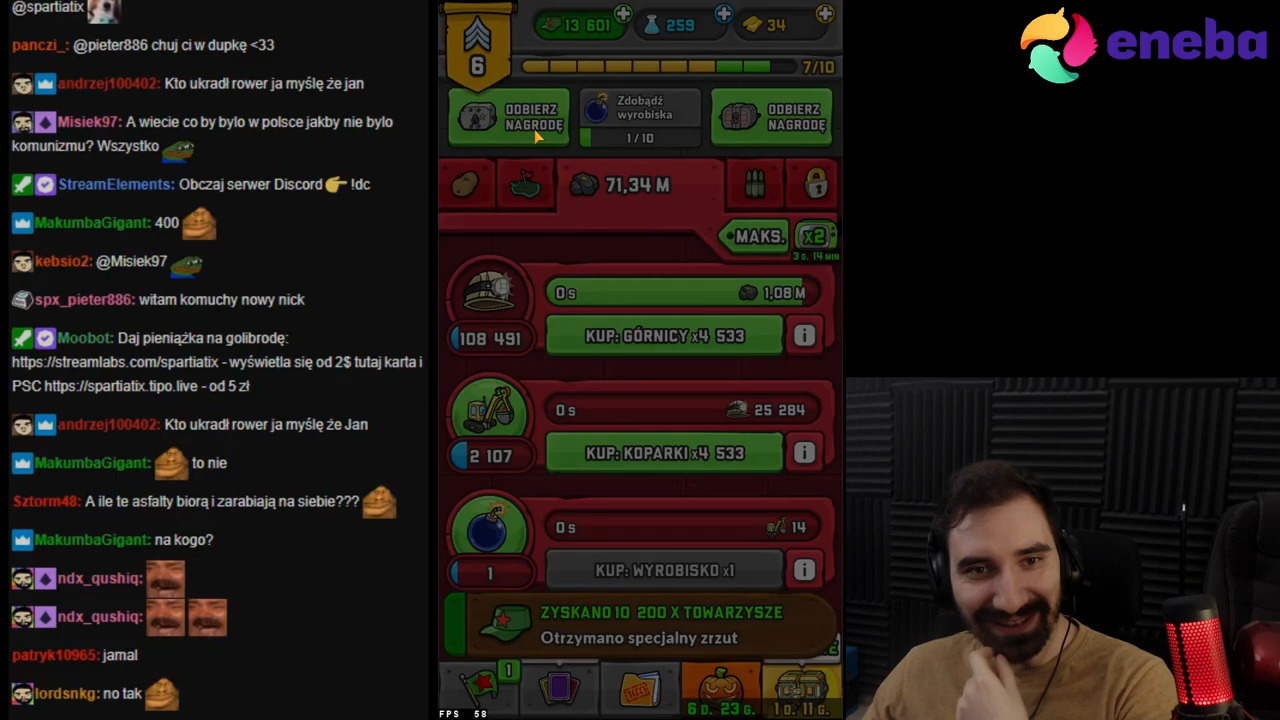 @spartiatix
panczi_: @pieter886 chuj ci w dupkę <33
andrzej100402: Kto ukradł rower ja myślę że jan
Misiek97: A wiecie co by bylo w polsce jakby nie bylo
komunizmu? Wszystko
StreamElements: Obczaj serwer Discord !dc
MakumbaGigant: 400
kebsio2: @Misiek97
spx_pieter886: witam komuchy nowy nick
Moobot: Daj pieniążka na golibrodę:
https://streamlabs.com/spartiatix - wyświetla się od 2$ tutaj karta i
PSC https://spartiatix.tipo.live - od 5 zł
andrzej100402: Kto ukradł rower ja myślę że Jan
MakumbaGigant: to nie
Sztorm48: A ile te asfalty biorą i zarabiają na siebie???
MakumbaGigant: na kogo?
ndx_qushiq:
ndx_qushiq:
patryk10965: jamal
lordsnkg: no tak
6
13 601
259
34
7/10
ODBIERZ
NAGRODĘ
Zdobądź
wyrobiska
1/10
ODBIERZ
NAGRODĘ
71,34 M
MAKS.
x2
3 G. 14 MIN
0 s
1,08 M
108 491
KUP: GÓRNICY x4 533
i
0 s
25 284
2 107
KUP: KOPARKI x4 533
i
0 s
14
1
KUP: WYROBISKO x1
i
ZYSKANO 10 200 X TOWARZYSZE
Otrzymano specjalny zrzut
1
6 D. 23 G.
1 D. 11 G.
FPS 58
eneba